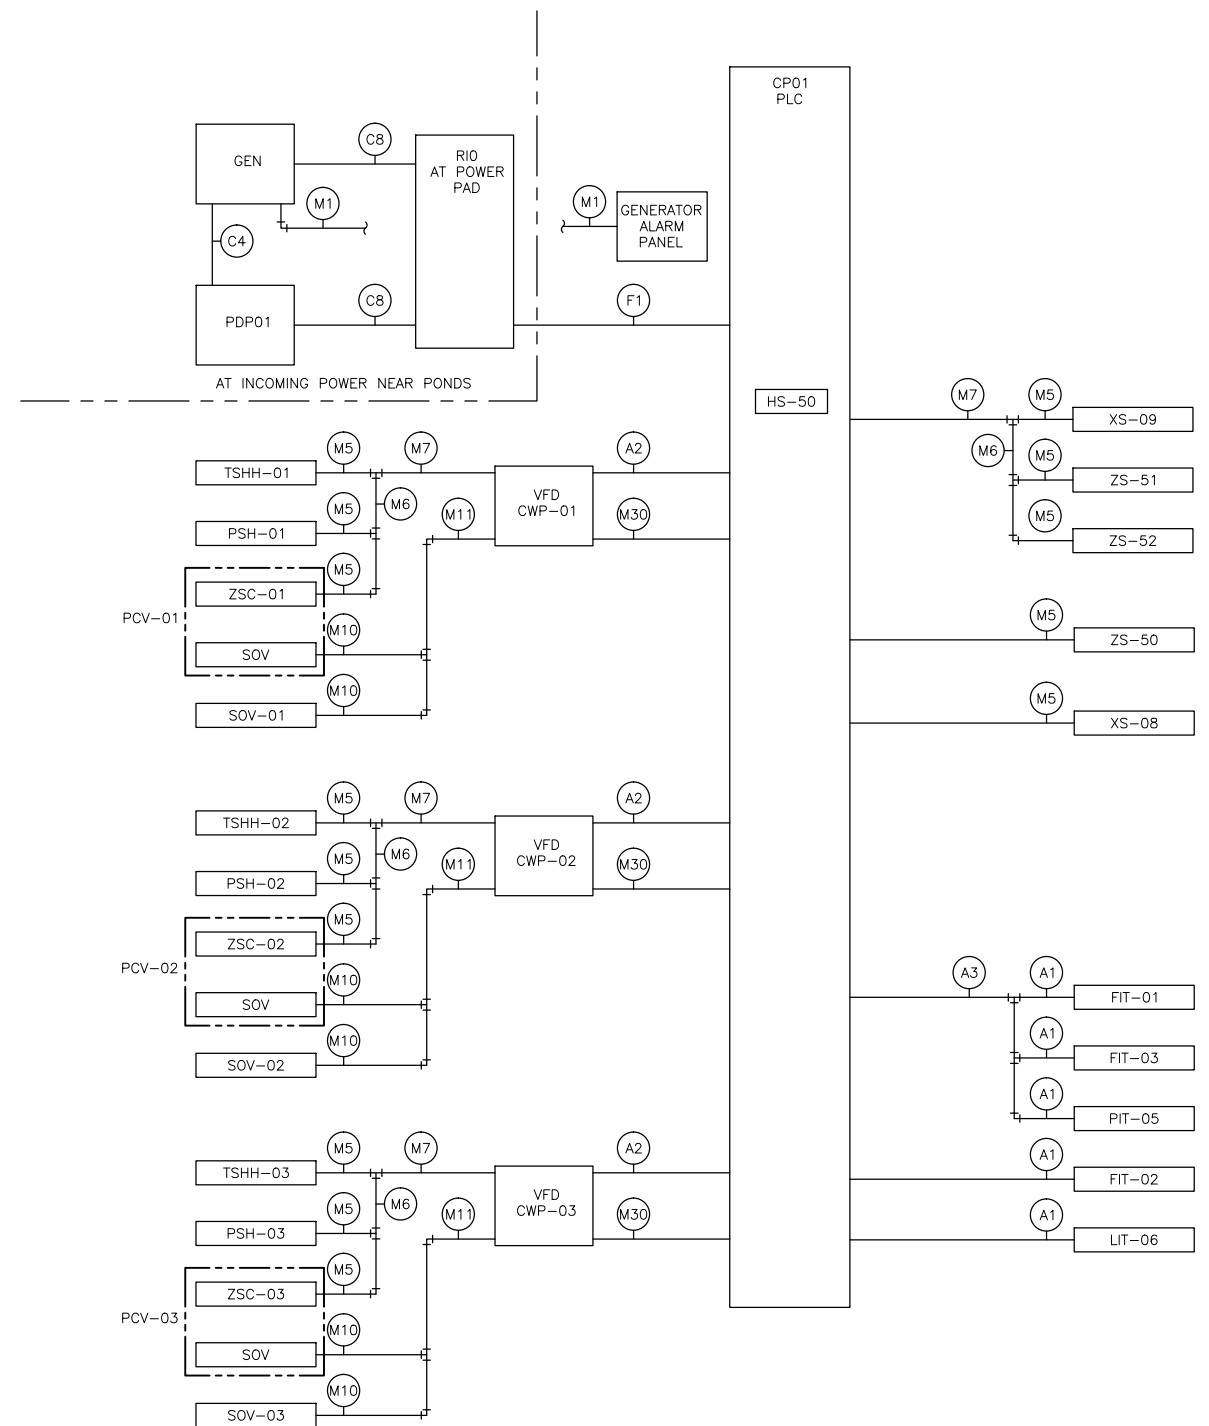 CP01
PLC
C8
GEN
RIO
AT POWER
PAD
M1
M1
GENERATOR
ALARM
PANEL
C4
C8
F1
PDP01
AT INCOMING POWER NEAR PONDS
HS-50
M7
M5
XS-09
M6
M5
ZS-51
M5
ZS-52
M5
ZS-50
M5
XS-08
M5
M7
A2
TSHH-01
VFD
CWP-01
M6
M5
M11
M30
PSH-01
M5
ZSC-01
PCV-01
M10
SOV
M10
SOV-01
M5
M7
A2
TSHH-02
VFD
CWP-02
M6
M5
M11
M30
PSH-02
M5
ZSC-02
PCV-02
M10
SOV
M10
SOV-02
A3
A1
FIT-01
A1
FIT-03
A1
PIT-05
A1
FIT-02
A1
LIT-06
M5
M7
A2
TSHH-03
VFD
CWP-03
M6
M5
M11
M30
PSH-03
M5
ZSC-03
PCV-03
M10
SOV
M10
SOV-03